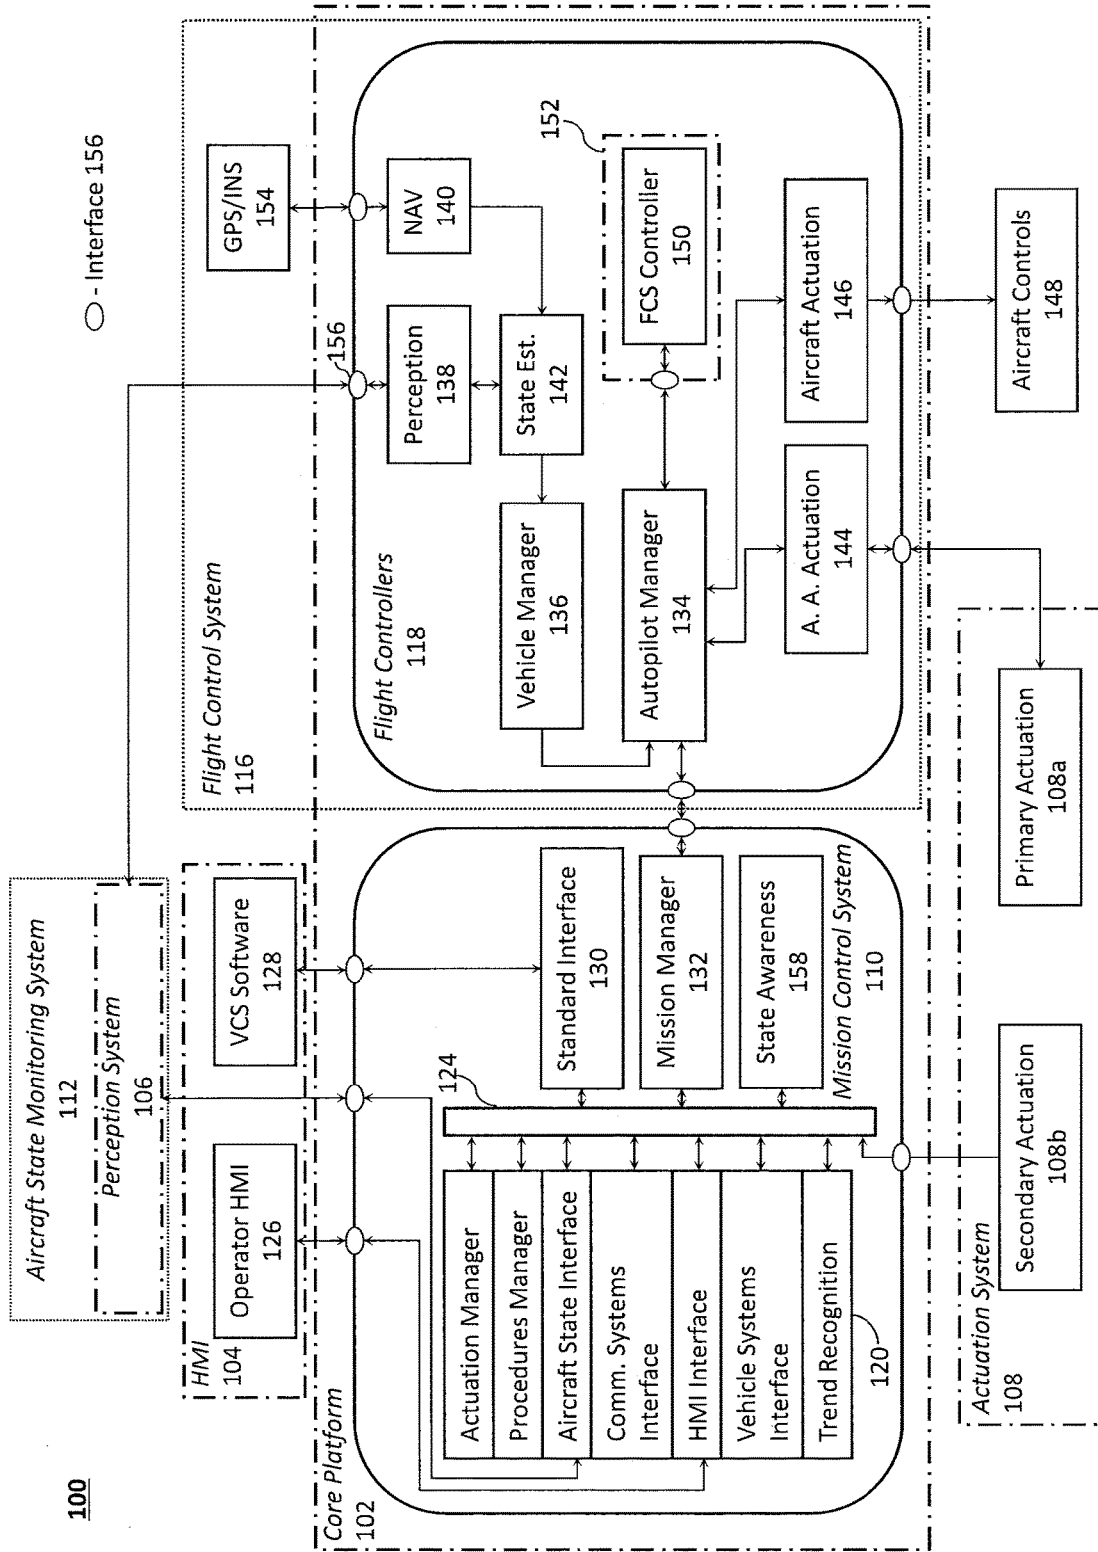 100
Aircraft State Monitoring System
112
Perception System
106
- Interface 156
HMI
104
Operator HMI
126
VCS Software
128
Flight Control System
116
GPS/INS
154
Core Platform
102
156
Flight Controllers
118
Perception
138
NAV
140
State Est.
142
Vehicle Manager
136
152
FCS Controller
150
Autopilot Manager
134
A. A. Actuation
144
Aircraft Actuation
146
Actuation Manager
Procedures Manager
Aircraft State Interface
Comm. Systems
Interface
HMI Interface
Vehicle Systems
Interface
Trend Recognition
120
124
Standard Interface
130
Mission Manager
132
State Awareness
158
Mission Control System
110
Actuation System
108
Secondary Actuation
108b
Primary Actuation
108a
Aircraft Controls
148